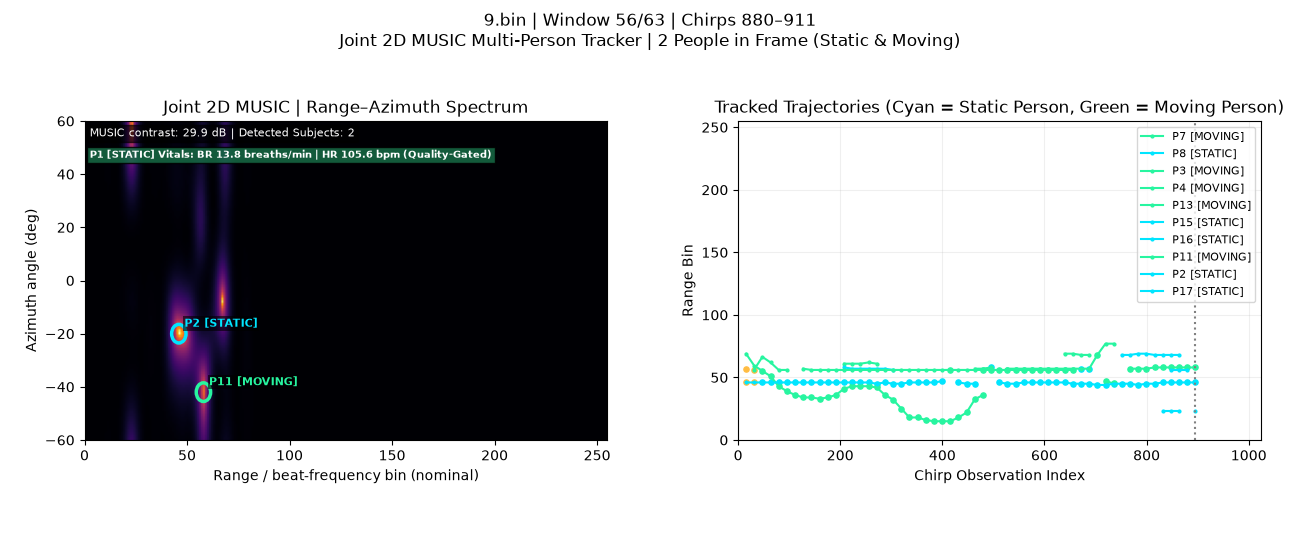 9.bin | Window 56/63 | Chirps 880–911
Joint 2D MUSIC Multi-Person Tracker | 2 People in Frame (Static & Moving)
Joint 2D MUSIC | Range–Azimuth Spectrum
MUSIC contrast: 29.9 dB | Detected Subjects: 2
P1 [STATIC] Vitals: BR 13.8 breaths/min | HR 105.6 bpm (Quality-Gated)
P2 [STATIC]
P11 [MOVING]
Azimuth angle (deg)
60
40
20
0
−20
−40
−60
0
50
100
150
200
250
Range / beat-frequency bin (nominal)
Tracked Trajectories (Cyan = Static Person, Green = Moving Person)
P7 [MOVING]
P8 [STATIC]
P3 [MOVING]
P4 [MOVING]
P13 [MOVING]
P15 [STATIC]
P16 [STATIC]
P11 [MOVING]
P2 [STATIC]
P17 [STATIC]
Range Bin
250
200
150
100
50
0
0
200
400
600
800
1000
Chirp Observation Index